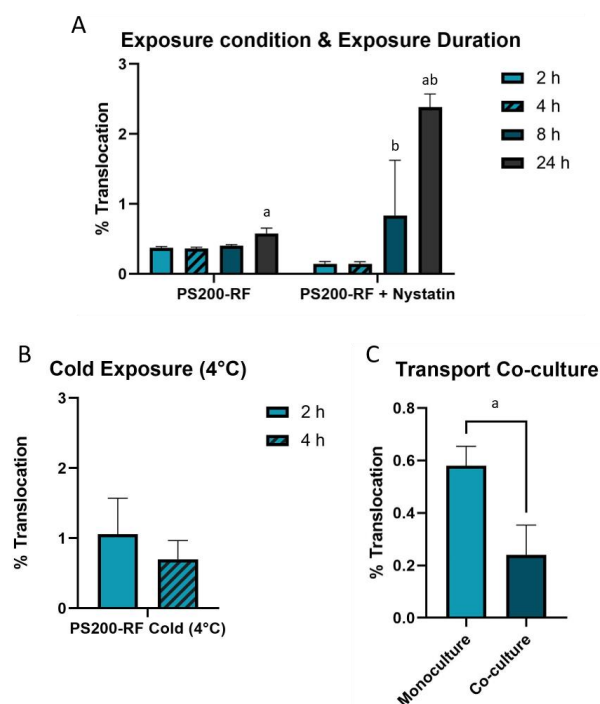 A
Exposure condition & Exposure Duration
% Translocation
3
2
1
0
a
b
ab
2 h
4 h
8 h
24 h
PS200-RF
PS200-RF + Nystatin
B
Cold Exposure (4°C)
% Translocation
3
2
1
0
2 h
4 h
PS200-RF Cold (4°C)
C
Transport Co-culture
% Translocation
0.8
0.6
0.4
0.2
0.0
a
Monoculture
Co-culture